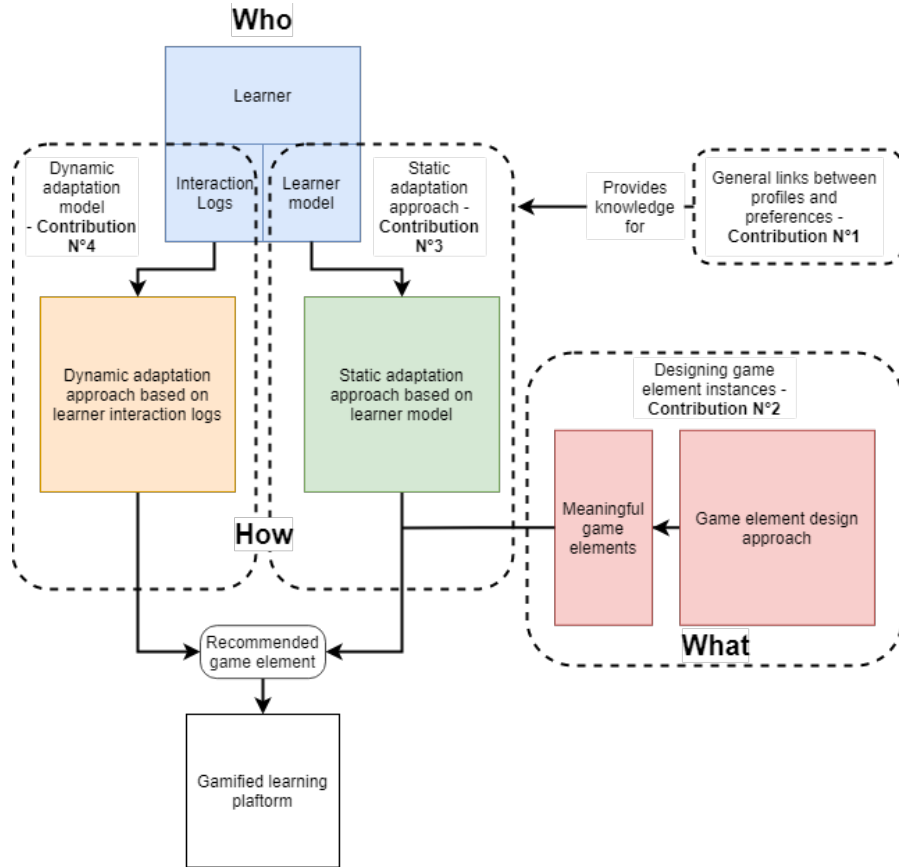 Who
Learner
Dynamic
adaptation
model
- Contribution
N°4
Interaction
Logs
Learner
model
Static
adaptation
approach -
Contribution
N°3
Provides
knowledge
for
General links between
profiles and
preferences -
Contribution N°1
Dynamic adaptation
approach based on
learner interaction logs
Static adaptation
approach based on
learner model
Designing game
element instances -
Contribution N°2
Meaningful
game
elements
Game element design
approach
How
What
Recommended
game element
Gamified learning
plaftorm